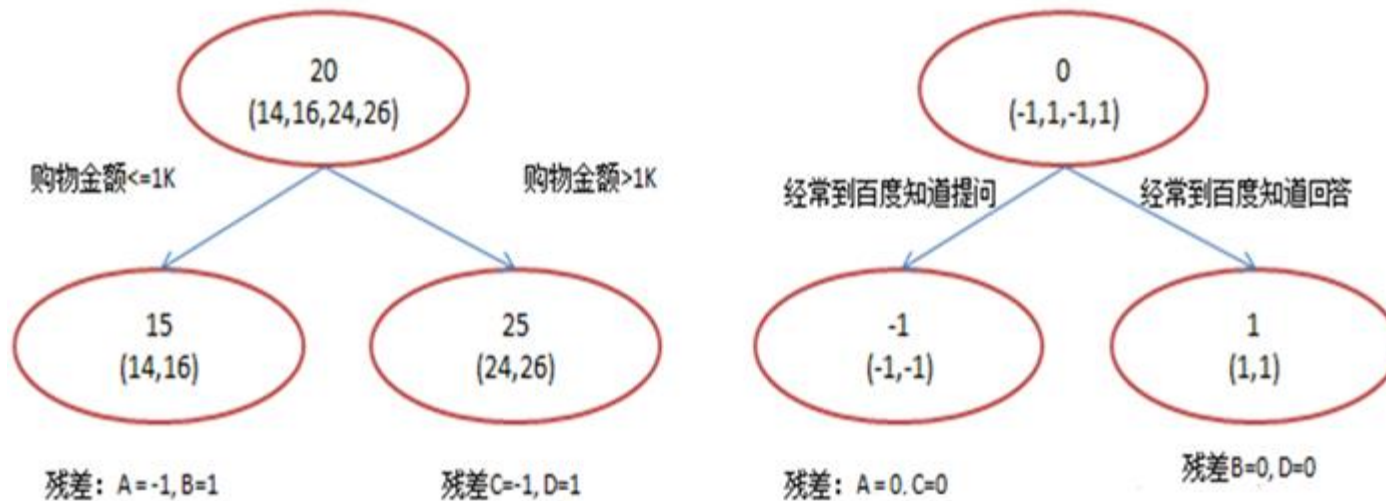 20
(14,16,24,26)
购物金额<=1K
购物金额>1K
15
(14,16)
25
(24,26)
残差：A = -1, B=1
残差C=-1, D=1
0
(-1,1,-1,1)
经常到百度知道提问
经常到百度知道回答
-1
(-1,-1)
1
(1,1)
残差：A = 0. C=0
残差B=0, D=0